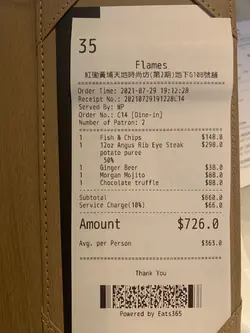 35
Flames
紅磡黃埔天地時尚坊(第2期)地下G108號舖
Order Time: 2021-07-29 19:12:28
Receipt No.: 20210729191228L14
Served By: WP
Order No.: C14 [Dine-In]
Number of Patron: 2
1 Fish & Chips $148.0
1 12oz Angus Rib Eye Steak $298.0
potato puree
50%
1 Ginger Beer $38.0
1 Morgan Mojito $88.0
1 Chocolate truffle $88.0
Subtotal $660.0
Service Charge(10%) $66.0
Amount $726.0
Avg. per Person $363.0
Thank You
Powered by Eats365